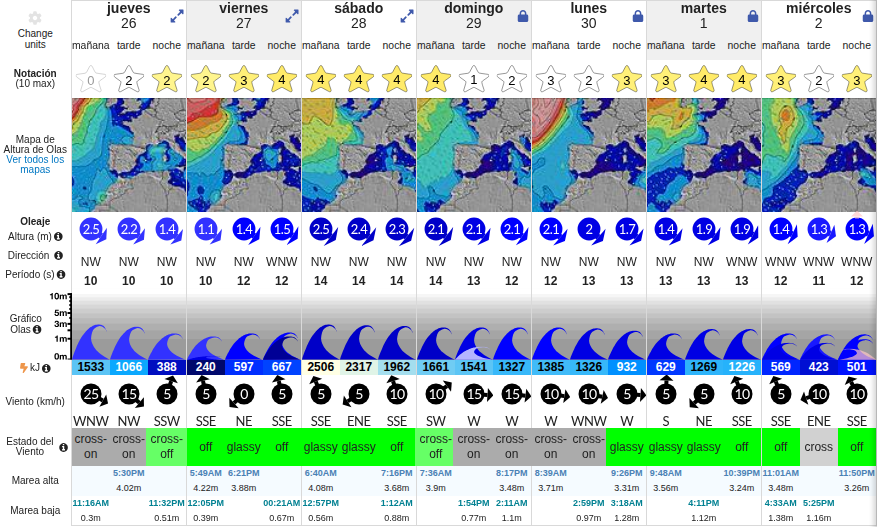 jueves viernes sábado domingo lunes martes miércoles
26 27 28 29 30 1 2
Change
units
mañana tarde noche mañana tarde noche mañana tarde noche mañana tarde noche mañana tarde noche mañana tarde noche mañana tarde noche
Notación
(10 max)
0 2 2 2 3 4 4 4 4 4 1 2 3 2 3 3 4 4 3 2 3
Mapa de
Altura de Olas
Ver todos los
mapas
Oleaje
Altura (m) 2.5 2.2 1.4 1.1 1.4 1.5 2.5 2.4 2.3 2.1 2.1 2.1 2.1 2 1.7 1.4 1.9 1.9 1.4 1.3 1.3
Dirección NW NW NW NW NW WNW NW NW NW NW NW NW NW NW NW NW NW WNW WNW WNW WNW
Período (s) 10 10 10 10 12 12 14 14 14 14 13 12 12 13 13 13 13 13 12 11 12
10m
5m
3m
1m
0m
Gráfico
Olas
kJ 1533 1066 388 240 597 667 2506 2317 1962 1661 1541 1327 1385 1326 932 629 1269 1226 569 423 501
Viento (km/h) 25 15 5 5 0 5 5 5 10 10 15 15 10 10 5 5 5 10 5 10 10
WNW NW SSW SSE NE SSE SSE ENE SSE SW W W W WNW W S NE SSE SSE ENE SSE
Estado del
Viento
cross-on cross-on cross-off off glassy off glassy glassy off cross-off cross-on cross-on cross-on cross-on glassy glassy glassy off off cross off
Marea alta
5:30PM 5:49AM 6:21PM 6:40AM 7:16PM 7:36AM 8:17PM 8:39AM 9:26PM 9:48AM 10:39PM 11:01AM 11:50PM
4.02m 4.22m 3.88m 4.08m 3.68m 3.9m 3.48m 3.71m 3.31m 3.56m 3.24m 3.48m 3.26m
Marea baja
11:16AM 11:32PM 12:05PM 00:21AM 12:57PM 1:12AM 1:54PM 2:11AM 2:59PM 3:18AM 4:11PM 4:33AM 5:25PM
0.3m 0.51m 0.39m 0.67m 0.56m 0.88m 0.77m 1.1m 0.97m 1.28m 1.12m 1.38m 1.16m